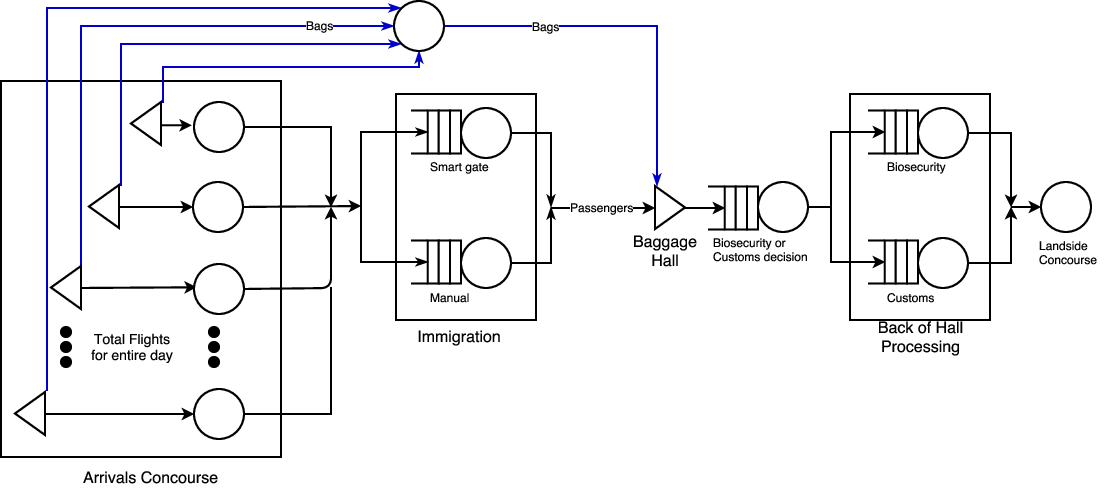 Bags
Bags
Smart gate
Manual
Immigration
Passengers
Baggage
Hall
Biosecurity or
Customs decision
Biosecurity
Customs
Back of Hall
Processing
Landside
Concourse
Total Flights
for entire day
Arrivals Concourse